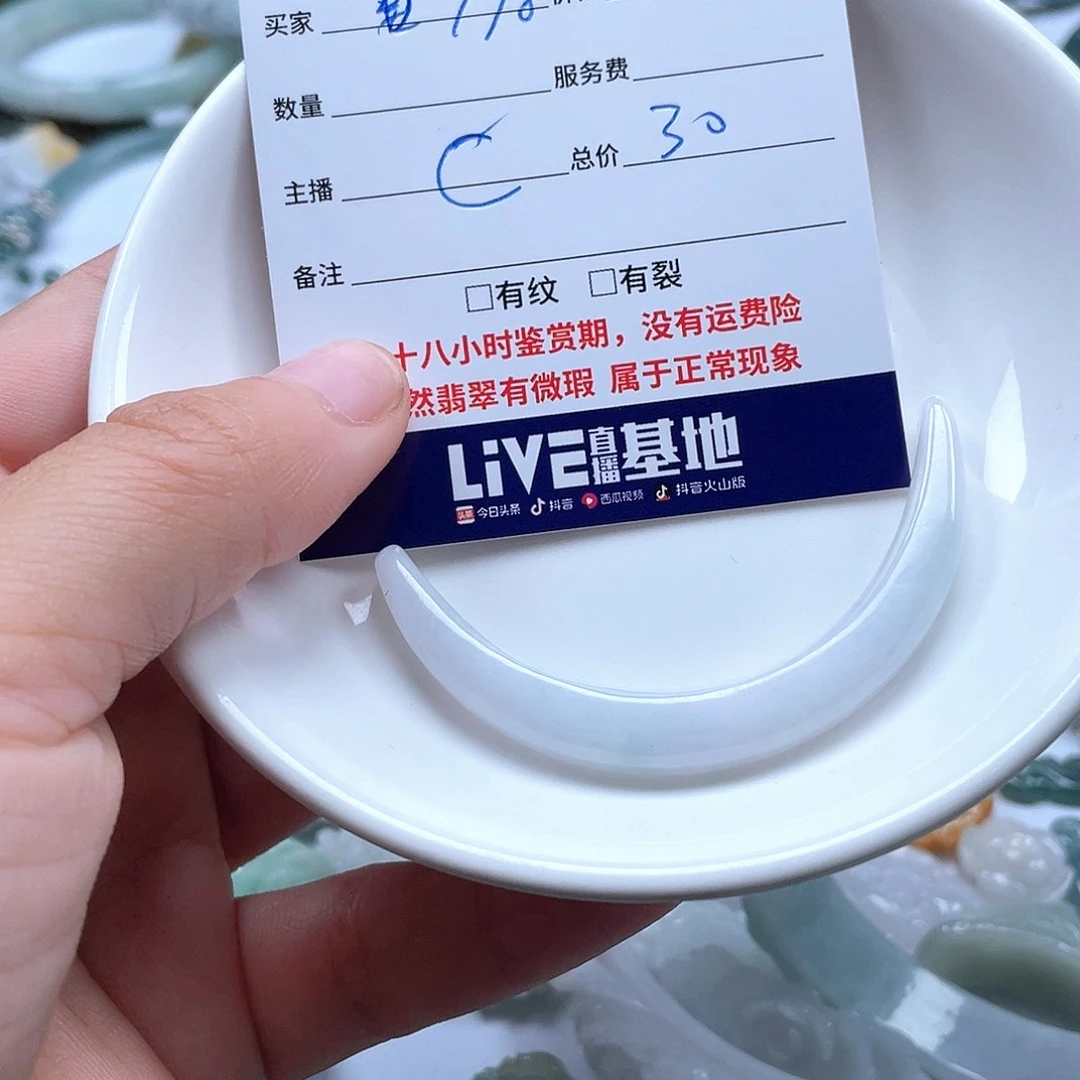 买家
数量 服务费
主播 C 总价 30
备注
□有纹 □有裂
十八小时鉴赏期，没有运费险
然翡翠有微瑕 属于正常现象
LiVE直播基地
头条 今日头条 抖音 西瓜视频 抖音火山版